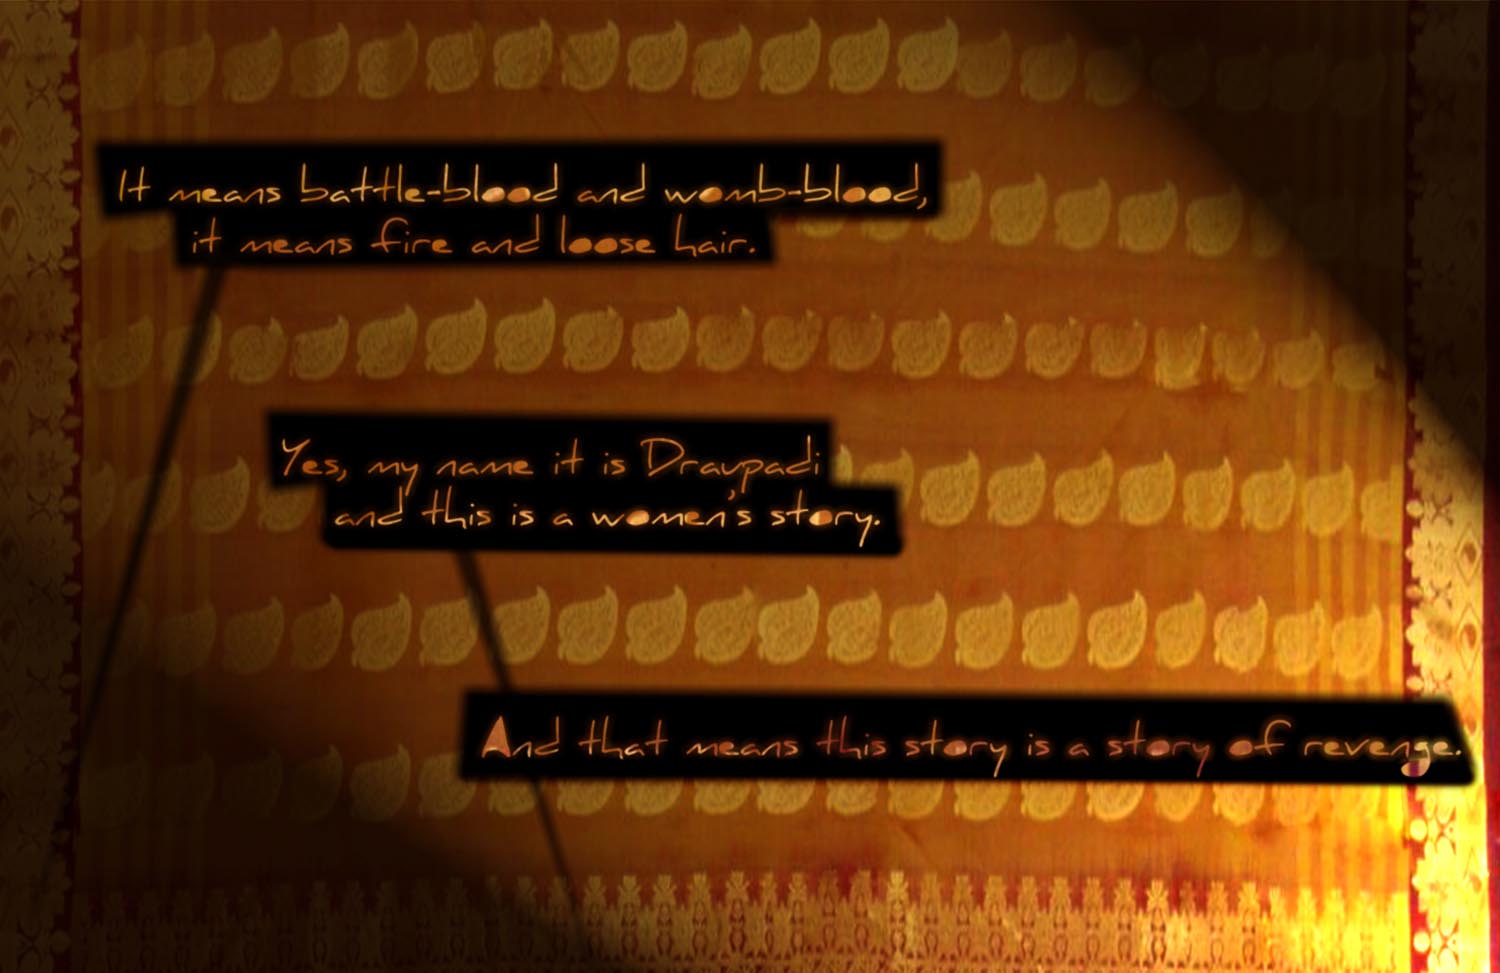 It means battle-blood and womb-blood,
it means fire and loose hair.
Yes, my name it is Draupadi
and this is a women's story.
And that means this story is a story of revenge.